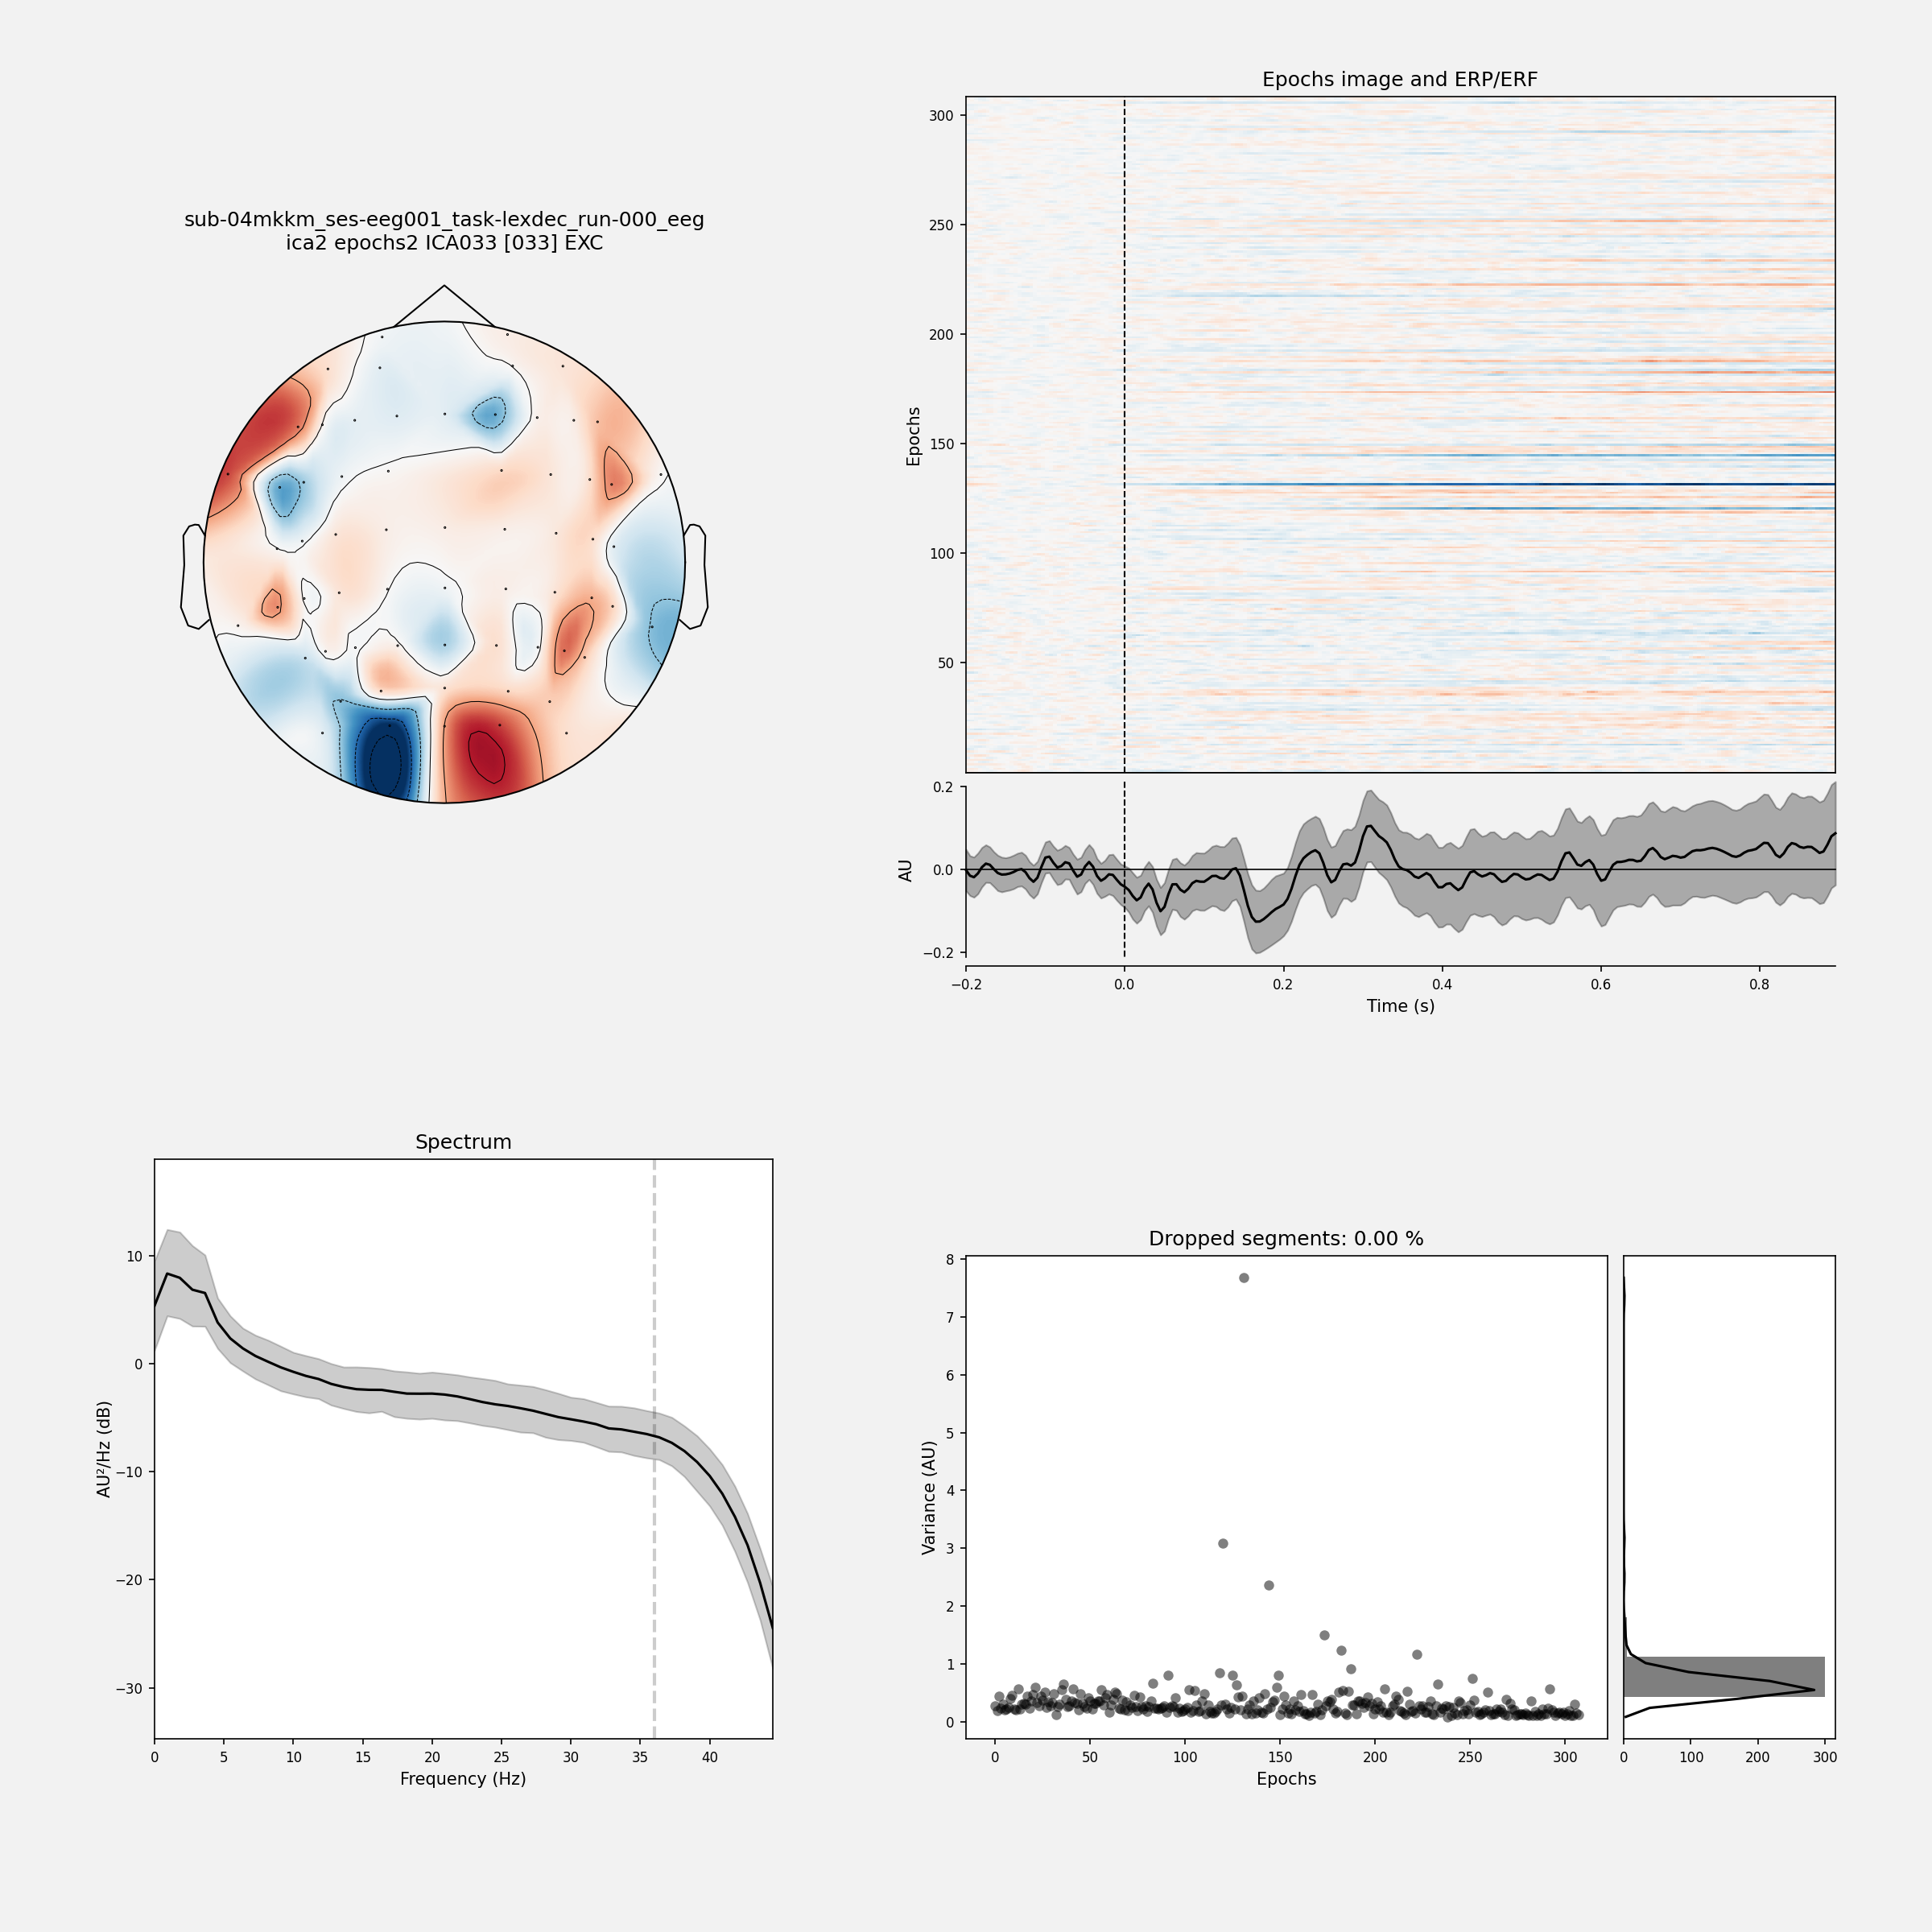 sub-04mkkm_ses-eeg001_task-lexdec_run-000_eeg
ica2 epochs2 ICA033 [033] EXC
Epochs image and ERP/ERF
300
250
200
150
100
50
Epochs
0.2
0.0
−0.2
AU
−0.2 0.0 0.2 0.4 0.6 0.8
Time (s)
Spectrum
10
0
−10
−20
−30
AU²/Hz (dB)
0 5 10 15 20 25 30 35 40
Frequency (Hz)
Dropped segments: 0.00 %
8
7
6
5
4
3
2
1
0
Variance (AU)
0 50 100 150 200 250 300
Epochs
0 100 200 300